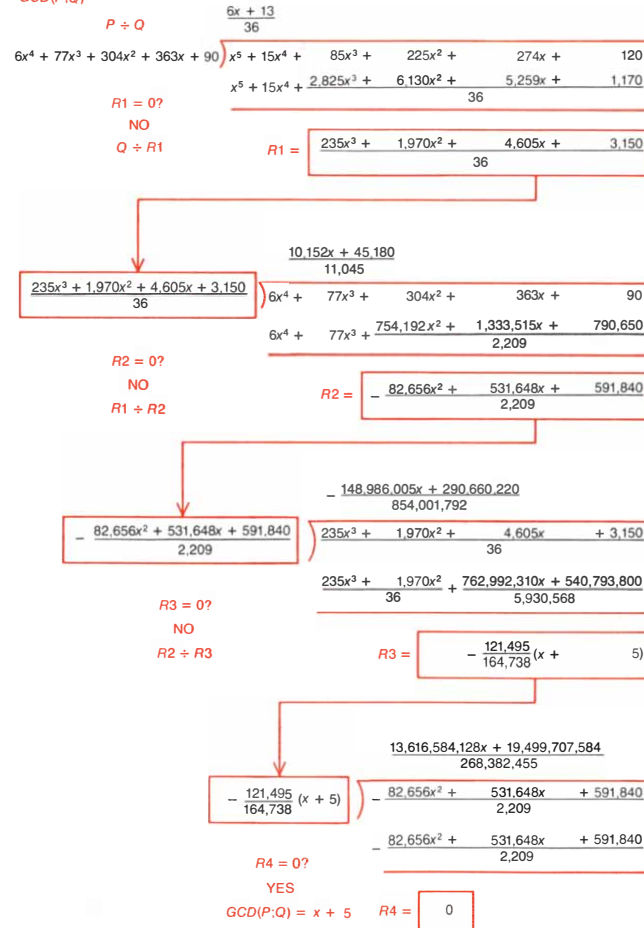 GCD(P;Q)
P ÷ Q
6x + 13
36
6x⁴ + 77x³ + 304x² + 363x + 90 ) x⁵ + 15x⁴ + 85x³ + 225x² + 274x + 120
x⁵ + 15x⁴ + 2,825x³ + 6,130x² + 5,259x + 1,170
36
R1 = 0?
NO
Q ÷ R1
R1 = 235x³ + 1,970x² + 4,605x + 3,150
36
10,152x + 45,180
11,045
235x³ + 1,970x² + 4,605x + 3,150
36
) 6x⁴ + 77x³ + 304x² + 363x + 90
6x⁴ + 77x³ + 754,192x² + 1,333,515x + 790,650
2,209
R2 = 0?
NO
R1 ÷ R2
R2 = − 82,656x² + 531,648x + 591,840
2,209
− 148,986,005x + 290,660,220
854,001,792
− 82,656x² + 531,648x + 591,840
2,209
) 235x³ + 1,970x² 4,605x + 3,150
36
235x³ + 1,970x² + 762,992,310x + 540,793,800
36 5,930,568
R3 = 0?
NO
R2 ÷ R3
R3 = − 121,495 (x + 5)
164,738
13,616,584,128x + 19,499,707,584
268,382,455
− 121,495 (x + 5)
164,738
) − 82,656x² + 531,648x + 591,840
2,209
− 82,656x² + 531,648x + 591,840
2,209
R4 = 0?
YES
GCD(P;Q) = x + 5 R4 = 0